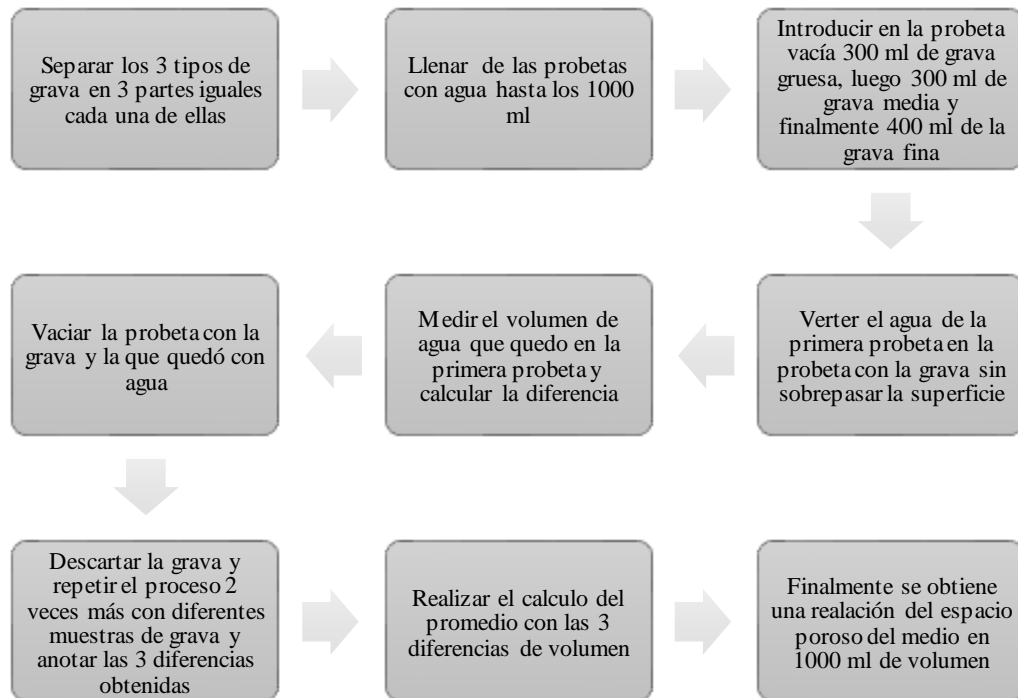 Separar los 3 tipos de
grava en 3 partes iguales
cada una de ellas
Llenar de las probetas
con agua hasta los 1000
ml
Introducir en la probeta
vacía 300 ml de grava
gruesa, luego 300 ml de
grava media y
finalmente 400 ml de la
grava fina
Verter el agua de la
primera probeta en la
probeta con la grava sin
sobrepasar la superficie
Medir el volumen de
agua que quedo en la
primera probeta y
calcular la diferencia
Vaciar la probeta con la
grava y la que quedó con
agua
Descartar la grava y
repetir el proceso 2
veces más con diferentes
muestras de grava y
anotar las 3 diferencias
obtenidas
Realizar el calculo del
promedio con las 3
diferencias de volumen
Finalmente se obtiene
una realación del espacio
poroso del medio en
1000 ml de volumen